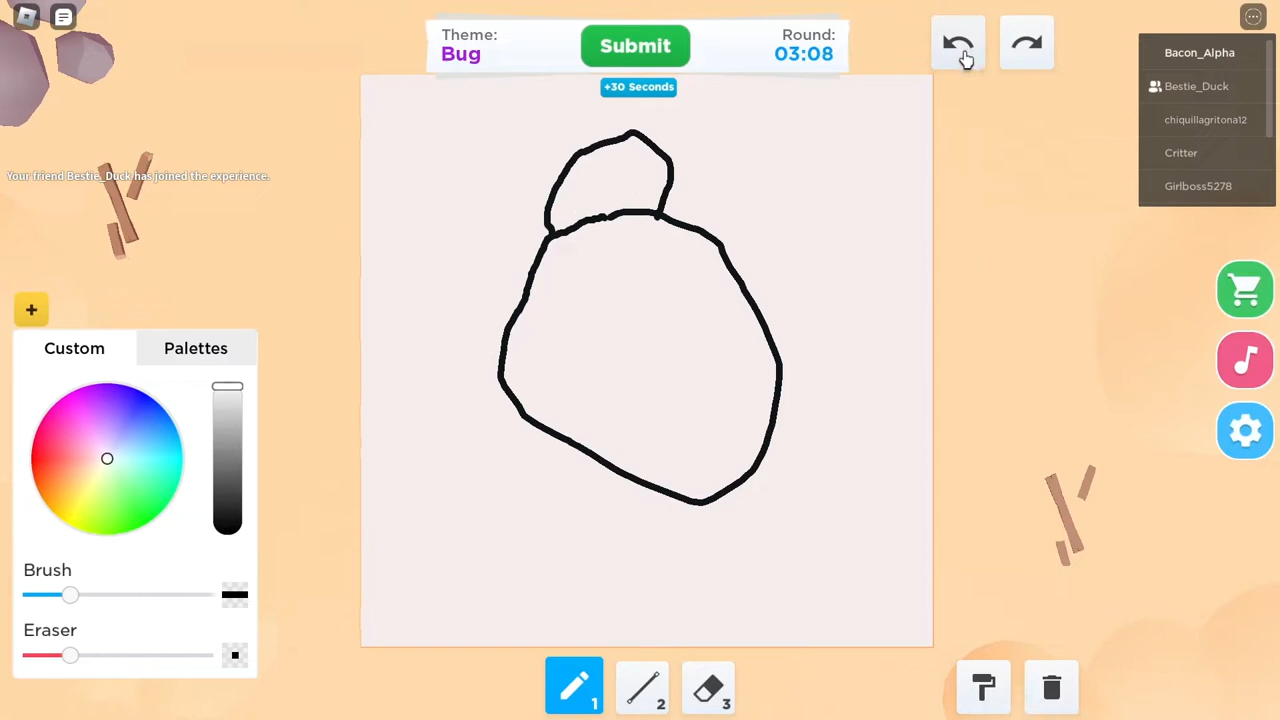 Theme:
Bug
Submit
Round:
03:08
+30 Seconds
Bacon_Alpha
Bestie_Duck
chiquillagritona12
Critter
Girlboss5278
Your friend Bestie_Duck has joined the experience.
+
Custom
Palettes
Brush
Eraser
1
2
3